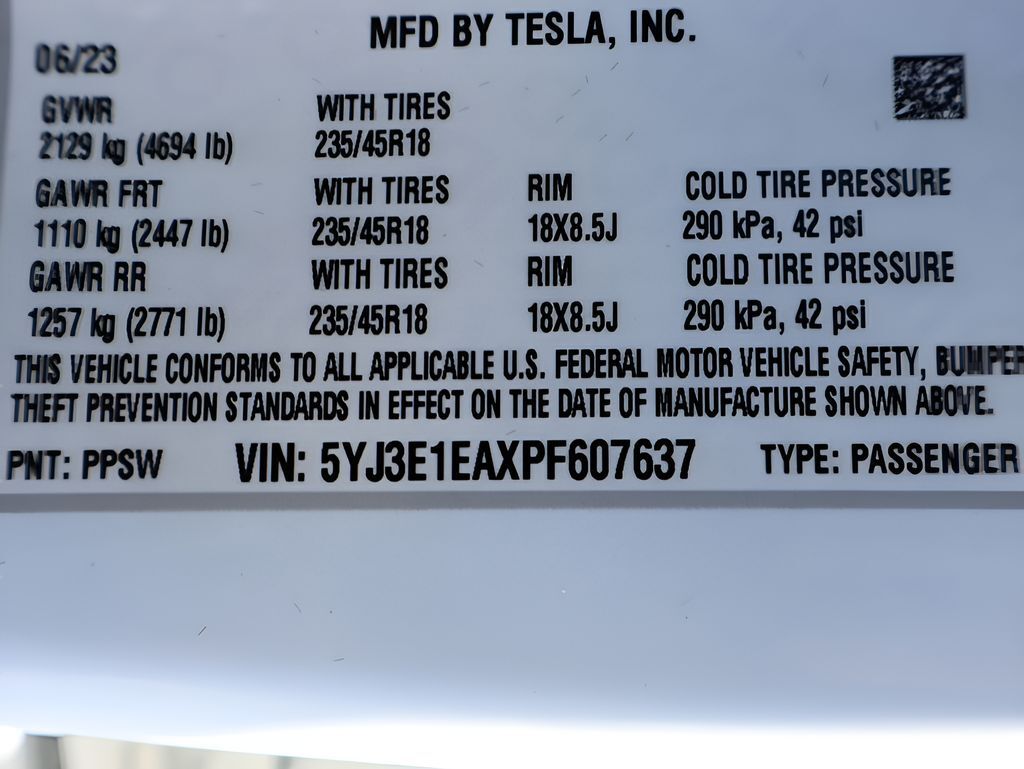 MFD BY TESLA, INC.
06/23
GVWR WITH TIRES
2129 kg (4694 lb) 235/45R18
GAWR FRT WITH TIRES RIM COLD TIRE PRESSURE
1110 kg (2447 lb) 235/45R18 18X8.5J 290 kPa, 42 psi
GAWR RR WITH TIRES RIM COLD TIRE PRESSURE
1257 kg (2771 lb) 235/45R18 18X8.5J 290 kPa, 42 psi
THIS VEHICLE CONFORMS TO ALL APPLICABLE U.S. FEDERAL MOTOR VEHICLE SAFETY, BUMPER
THEFT PREVENTION STANDARDS IN EFFECT ON THE DATE OF MANUFACTURE SHOWN ABOVE.
PNT: PPSW VIN: 5YJ3E1EAXPF607637 TYPE: PASSENGER